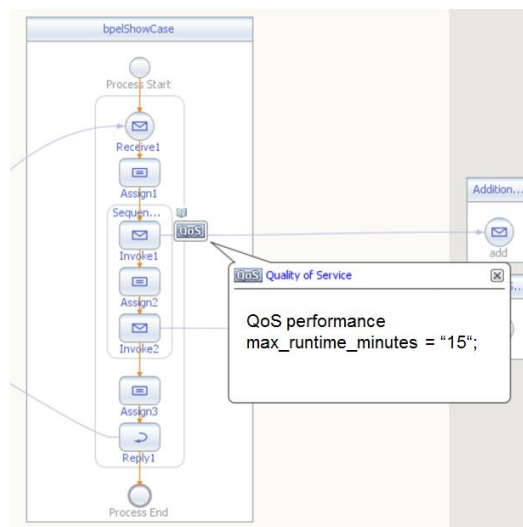 bpelShowCase
Process Start
Receive1
Assign1
Sequen...
QoS
Invoke1
Assign2
Invoke2
Assign3
Reply1
Process End
Addition...
add
S...
QoS Quality of Service
QoS performance
max_runtime_minutes = “15“;